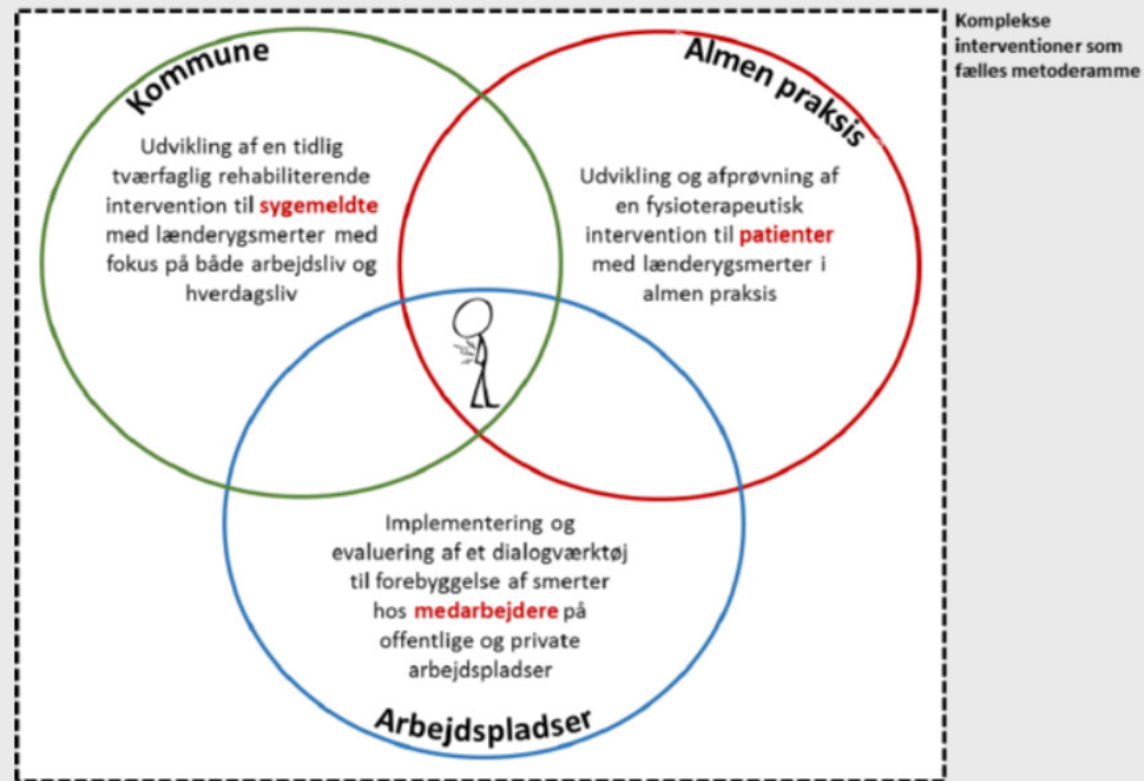 Komplekse
interventioner som
fælles metoderamme
Kommune
Udvikling af en tidlig
tværfaglig rehabiliterende
intervention til sygemeldte
med lænderygsmerter med
fokus på både arbejdsliv og
hverdagsliv
Almen praksis
Udvikling og afprøvning af
en fysioterapeutisk
intervention til patienter
med lænderygsmerter i
almen praksis
Implementering og
evaluering af et dialogværktøj
til forebyggelse af smerter
hos medarbejdere på
offentlige og private
arbejdspladser
Arbejdspladser